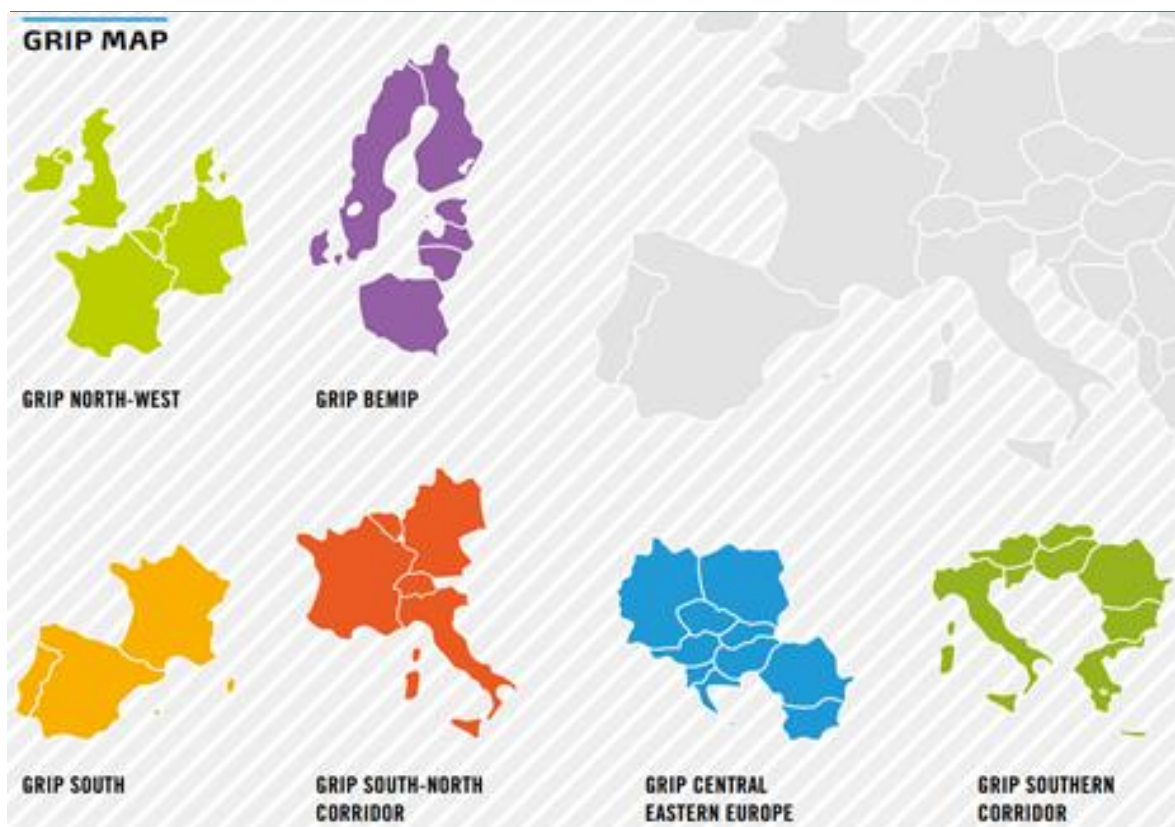 GRIP MAP
GRIP NORTH-WEST
GRIP BEMIP
GRIP SOUTH
GRIP SOUTH-NORTH
CORRIDOR
GRIP CENTRAL
EASTERN EUROPE
GRIP SOUTHERN
CORRIDOR